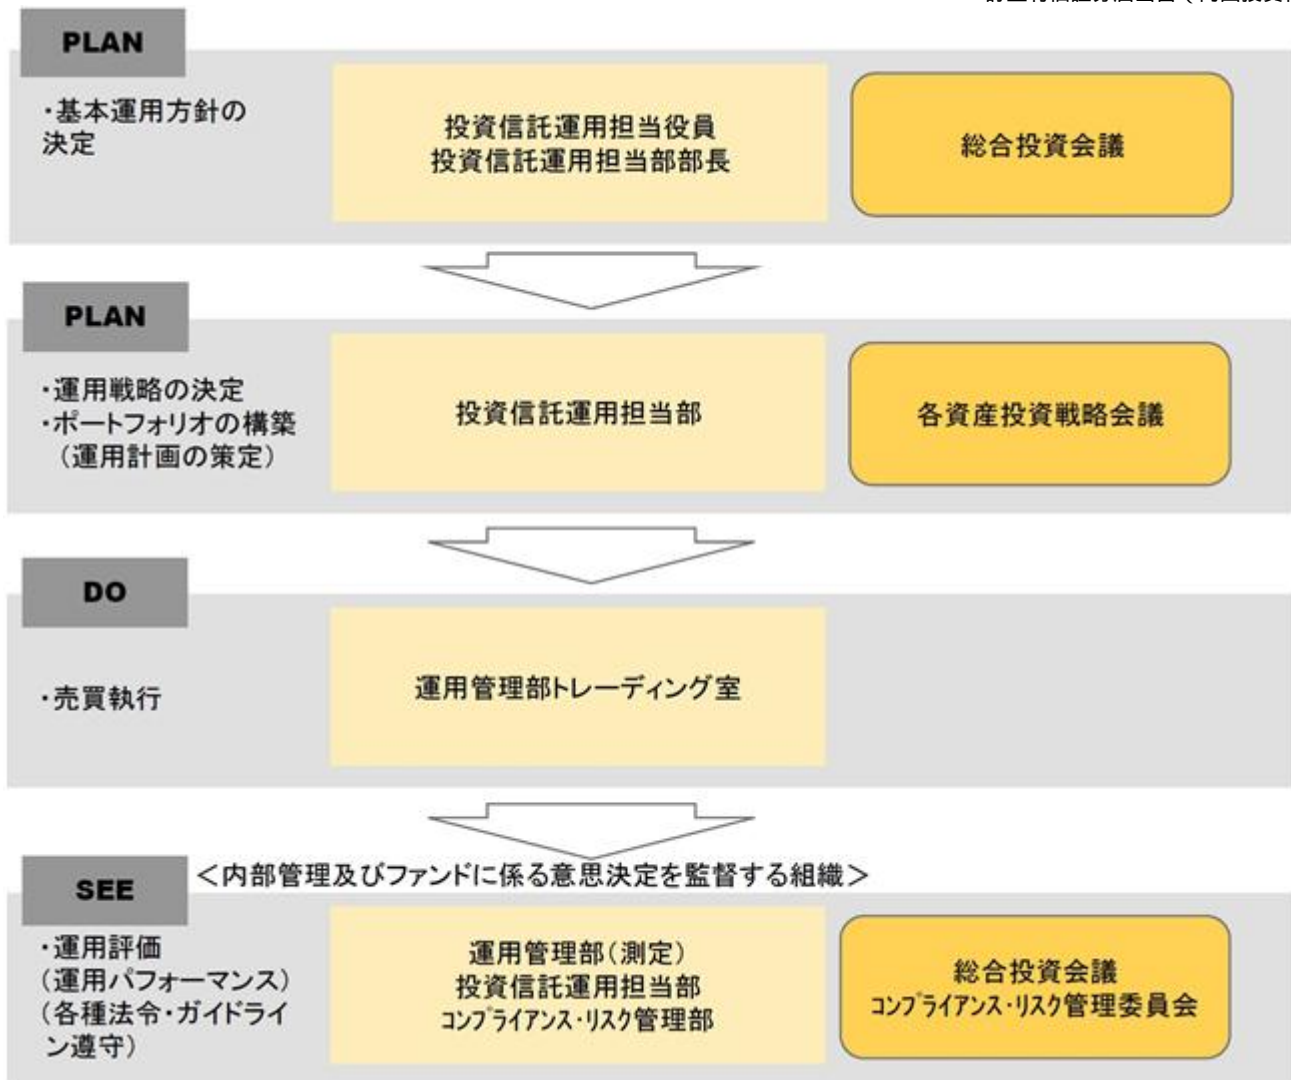 PLAN
・基本運用方針の
決定
投資信託運用担当役員
投資信託運用担当部部長
総合投資会議
PLAN
・運用戦略の決定
・ポートフォリオの構築
（運用計画の策定）
投資信託運用担当部
各資産投資戦略会議
DO
・売買執行
運用管理部トレーディング室
SEE
＜内部管理及びファンドに係る意思決定を監督する組織＞
・運用評価
（運用パフォーマンス）
（各種法令・ガイドライ
ン遵守）
運用管理部（測定）
投資信託運用担当部
ｺﾝﾌﾟﾗｲｱﾝｽ・ﾘｽｸ管理部
総合投資会議
ｺﾝﾌﾟﾗｲｱﾝｽ・ﾘｽｸ管理委員会